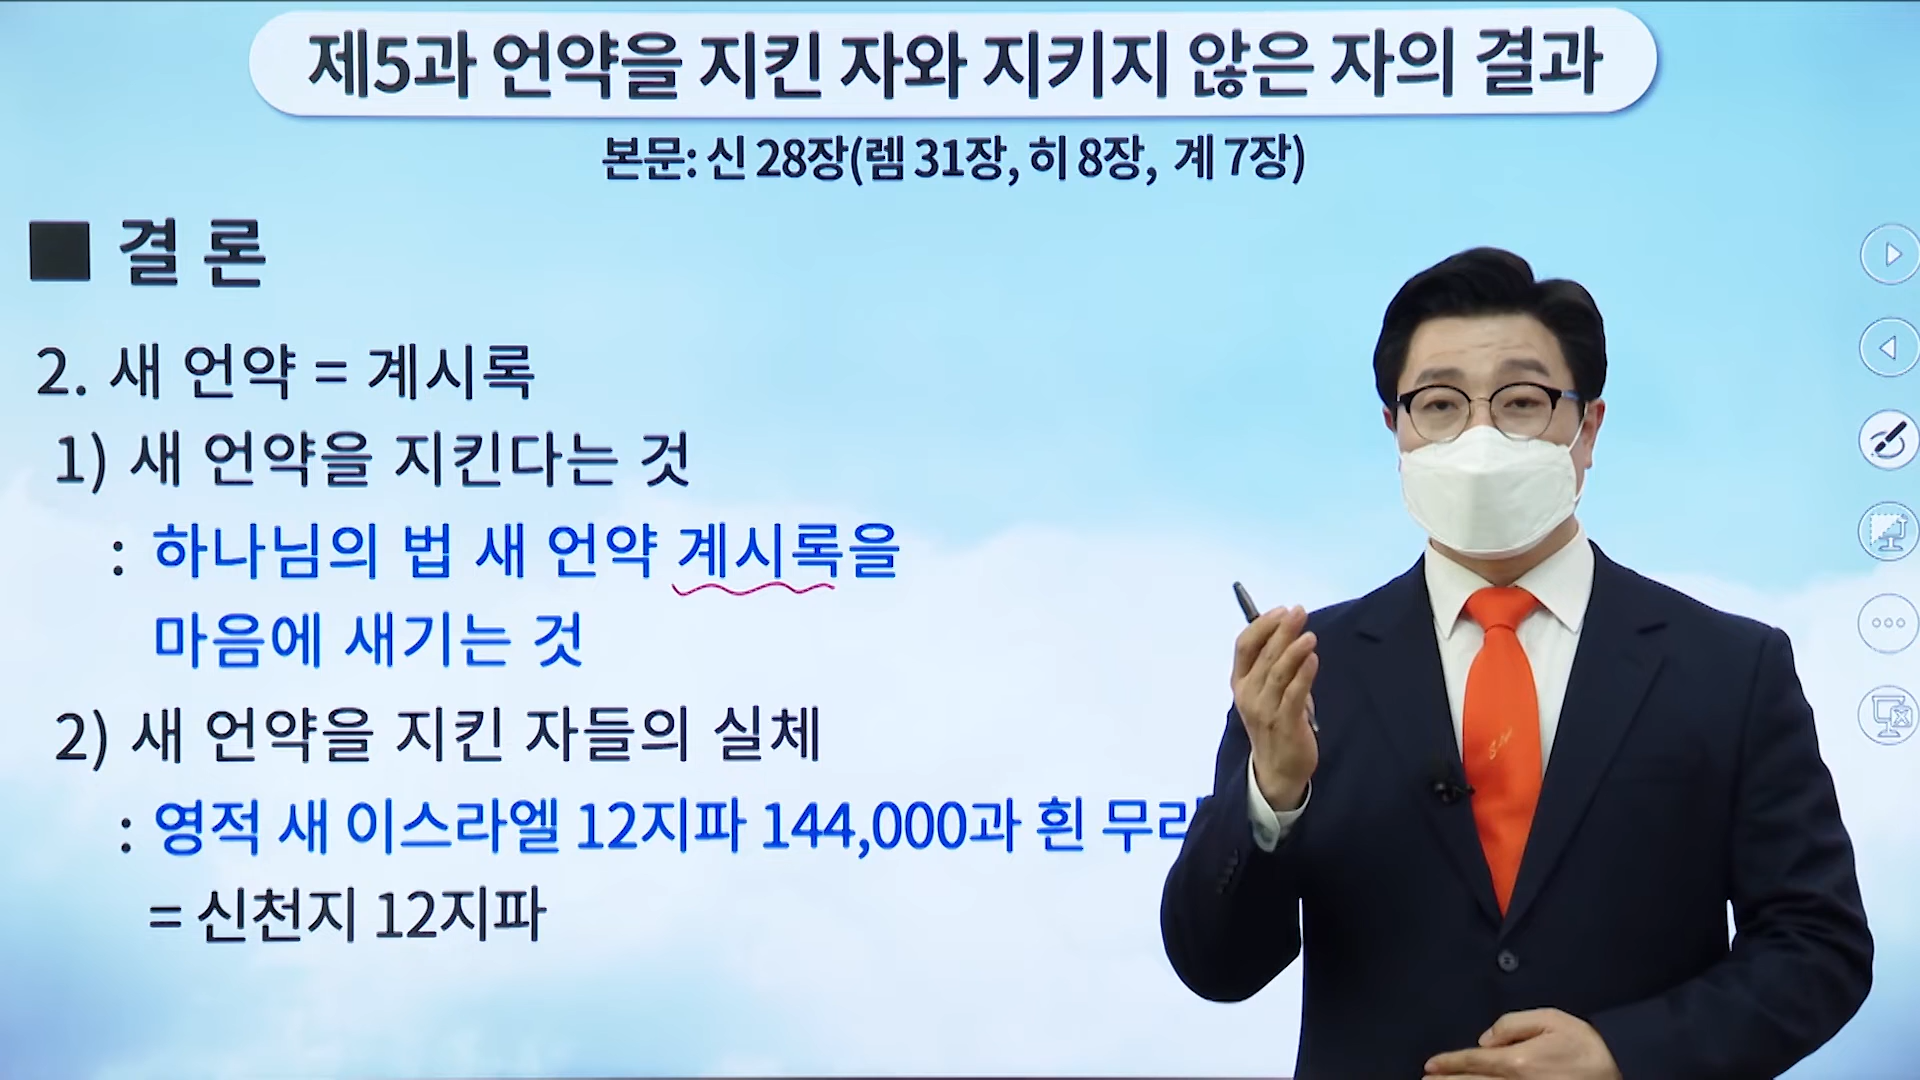 제5과 언약을 지킨 자와 지키지 않은 자의 결과
본문: 신 28장(렘 31장, 히 8장, 계 7장)
■ 결 론
2. 새 언약 = 계시록
1) 새 언약을 지킨다는 것
: 하나님의 법 새 언약 계시록을
마음에 새기는 것
2) 새 언약을 지킨 자들의 실체
: 영적 새 이스라엘 12지파 144,000과 흰
= 신천지 12지파